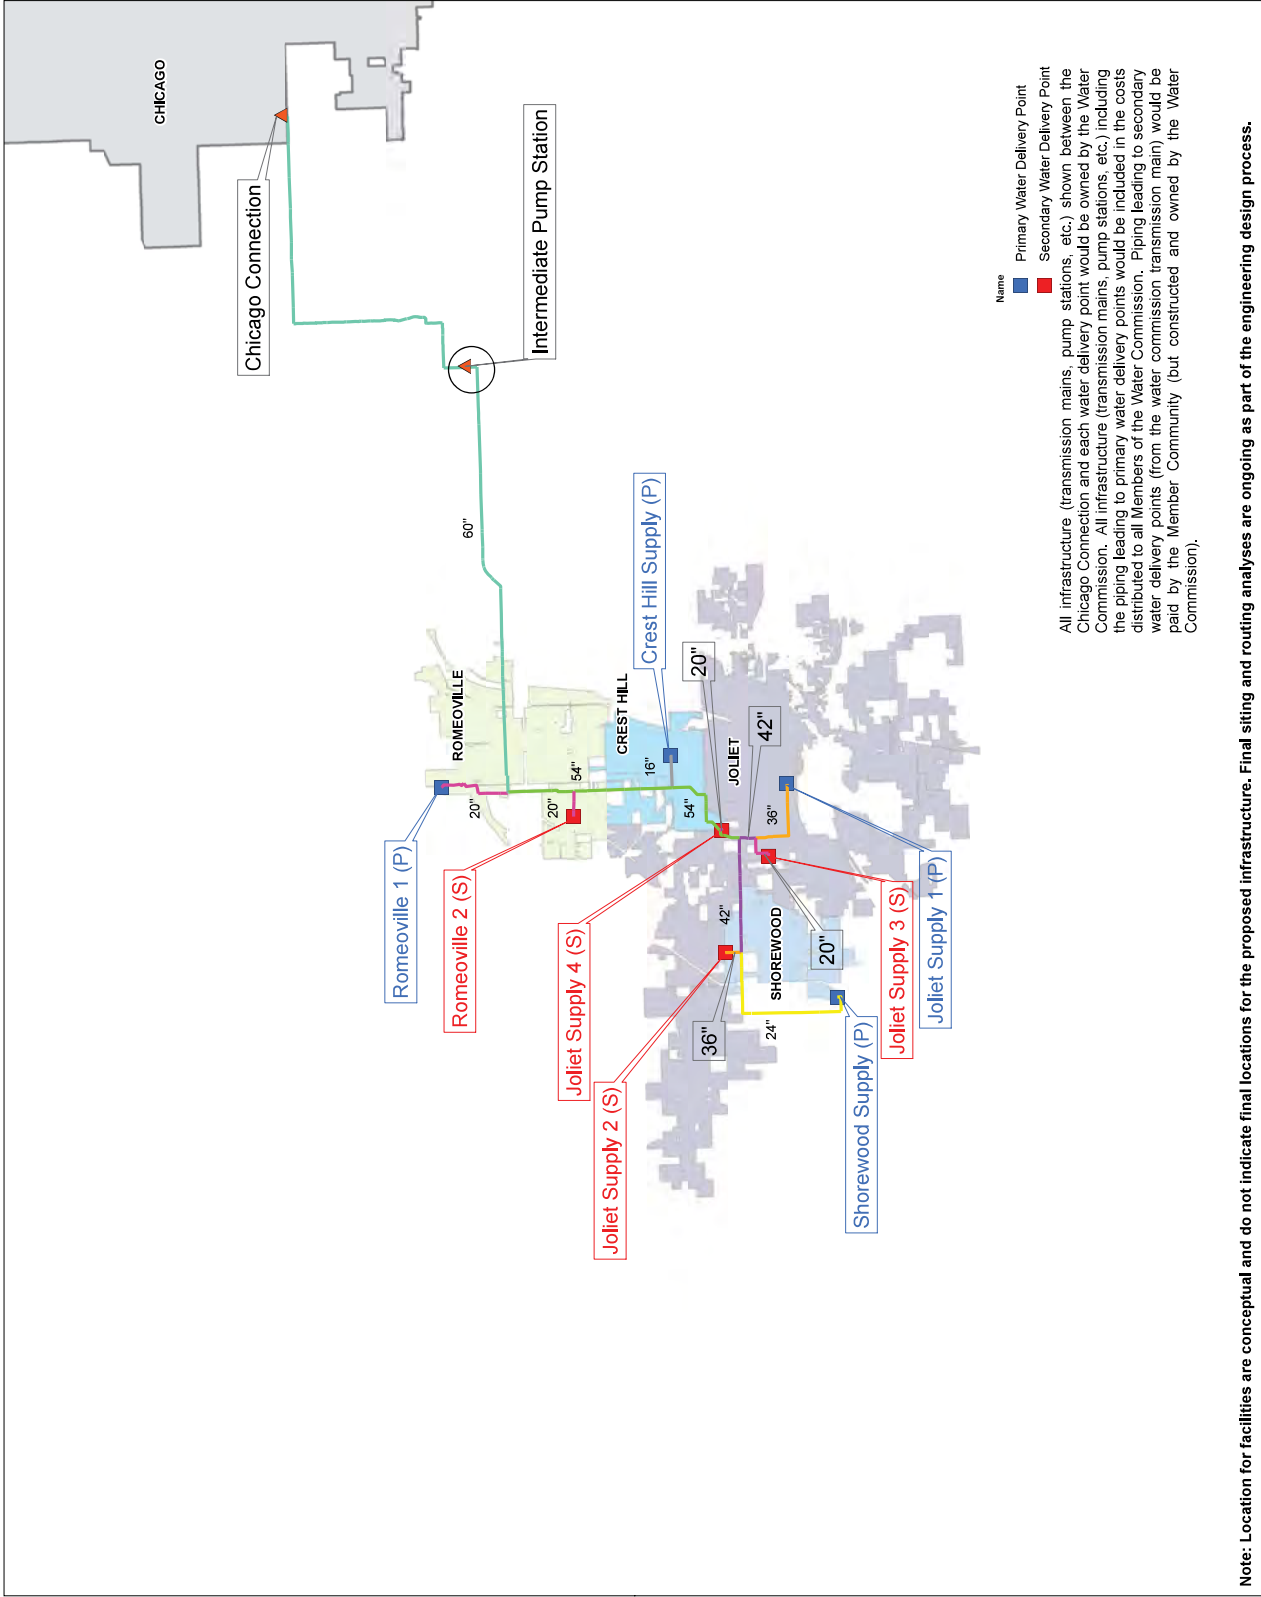 CHICAGO
Chicago Connection
Intermediate Pump Station
60"
ROMEOVILLE
Romeoville 1 (P)
20"
Romeoville 2 (S)
20"
54"
CREST HILL
Crest Hill Supply (P)
16"
54"
20"
JOLIET
42"
36"
Joliet Supply 4 (S)
Joliet Supply 2 (S)
42"
SHOREWOOD
36"
24"
20"
Joliet Supply 3 (S)
Joliet Supply 1 (P)
Shorewood Supply (P)
Name
Primary Water Delivery Point
Secondary Water Delivery Point
All infrastructure (transmission mains, pump stations, etc.) shown between the
Chicago Connection and each water delivery point would be owned by the Water
Commission. All infrastructure (transmission mains, pump stations, etc.) including
the piping leading to primary water delivery points would be included in the costs
distributed to all Members of the Water Commission. Piping leading to secondary
water delivery points (from the water commission transmission main) would be
paid by the Member Community (but constructed and owned by the Water
Commission).
Note: Location for facilities are conceptual and do not indicate final locations for the proposed infrastructure. Final siting and routing analyses are ongoing as part of the engineering design process.